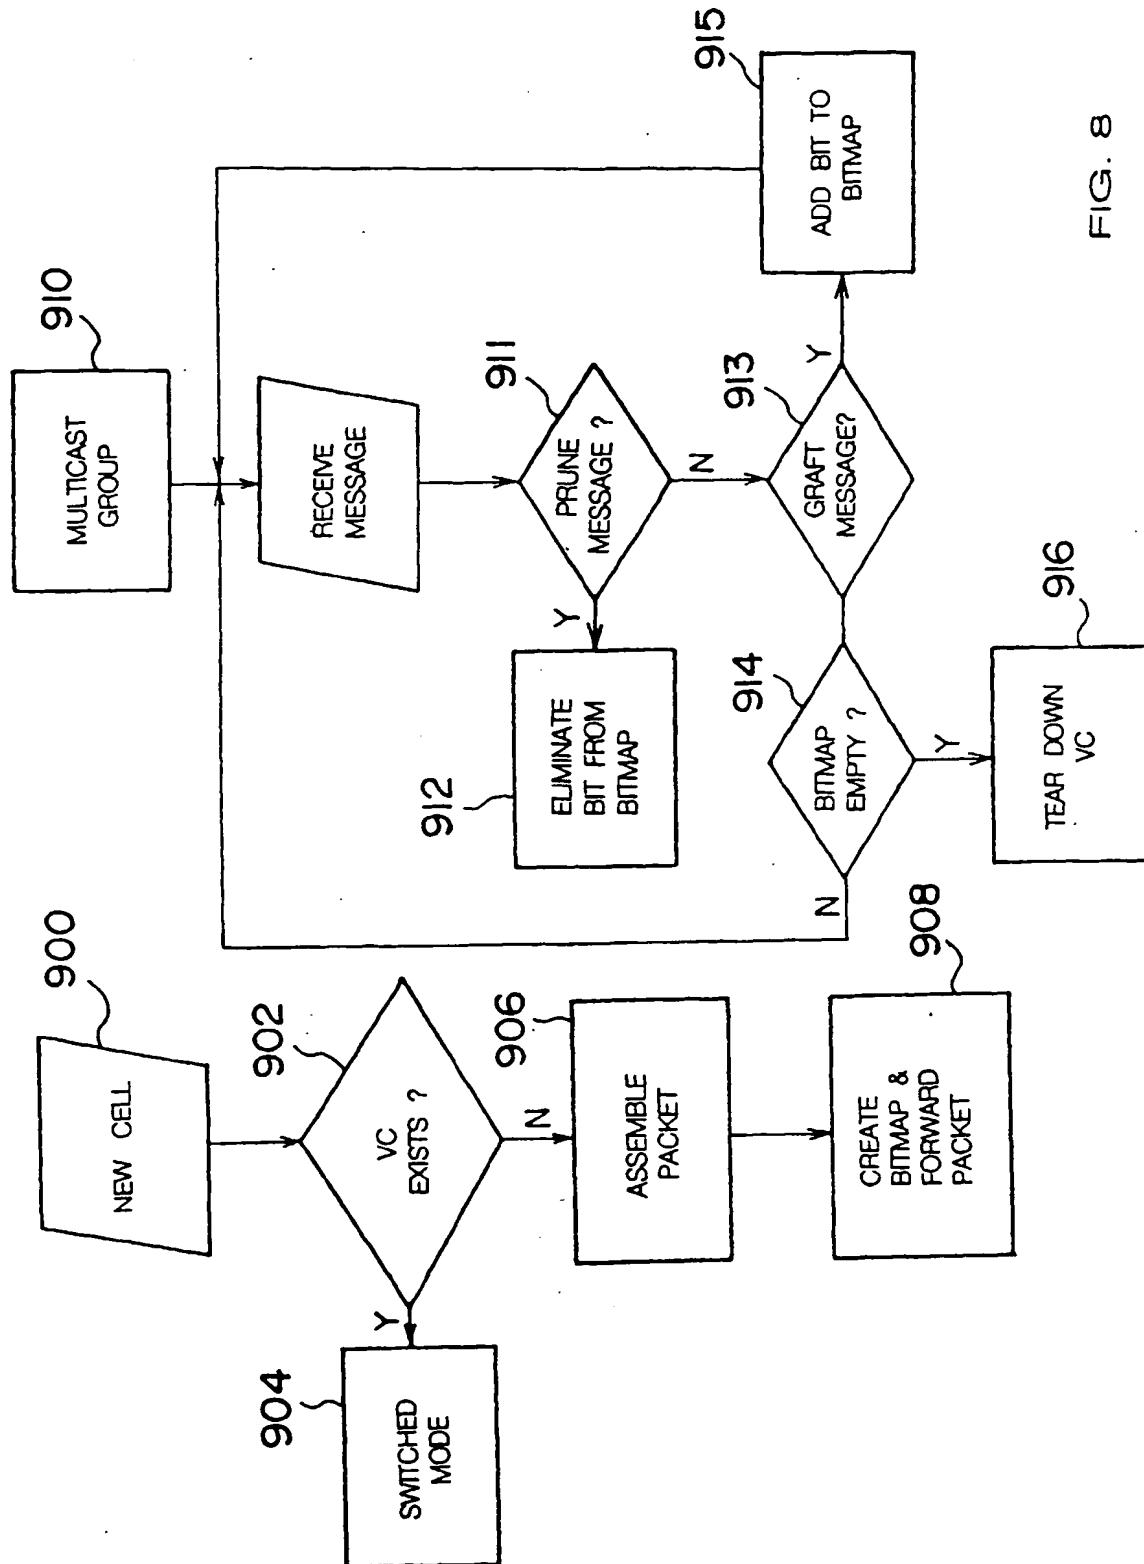 900
NEW CELL
902
VC
EXISTS ?
Y
N
904
SWITCHED
MODE
906
ASSEMBLE
PACKET
908
CREATE
BITMAP &
FORWARD
PACKET
910
MULTICAST
GROUP
RECEIVE
MESSAGE
911
PRUNE
MESSAGE ?
Y
N
912
ELIMINATE
BIT FROM
BITMAP
913
GRAFT
MESSAGE?
Y
914
BITMAP
EMPTY ?
N
Y
915
ADD BIT TO
BITMAP
916
TEAR DOWN
VC
FIG. 8